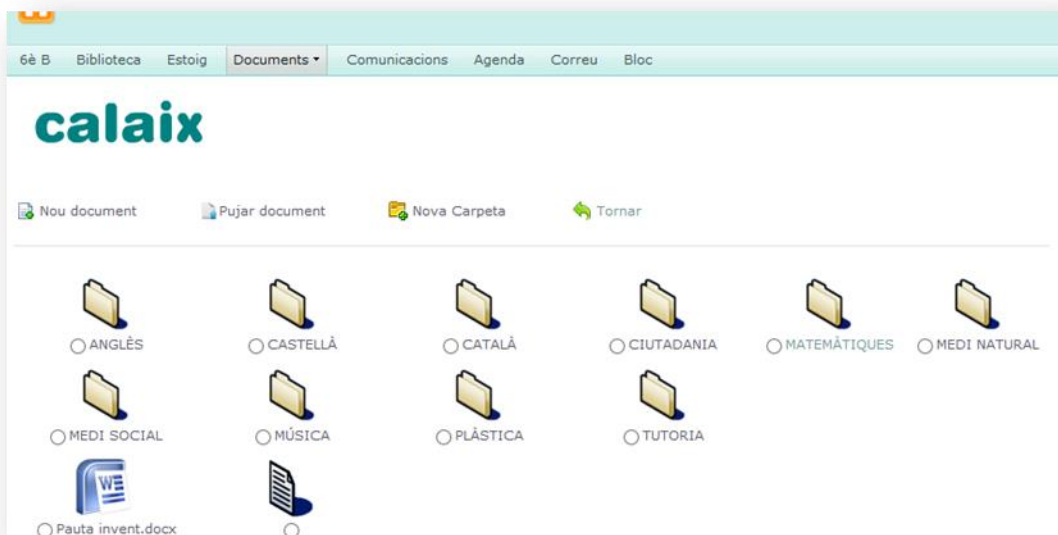 6è B Biblioteca Estoig Documents Comunicacions Agenda Correu Bloc
calaix
Nou document Pujar document Nova Carpeta Tornar
ANGLÈS CASTELLÀ CATALÀ CIUTADANIA MATEMÀTIQUES MEDI NATURAL
MEDI SOCIAL MÚSICA PLÀSTICA TUTORIA
Pauta invent.docx